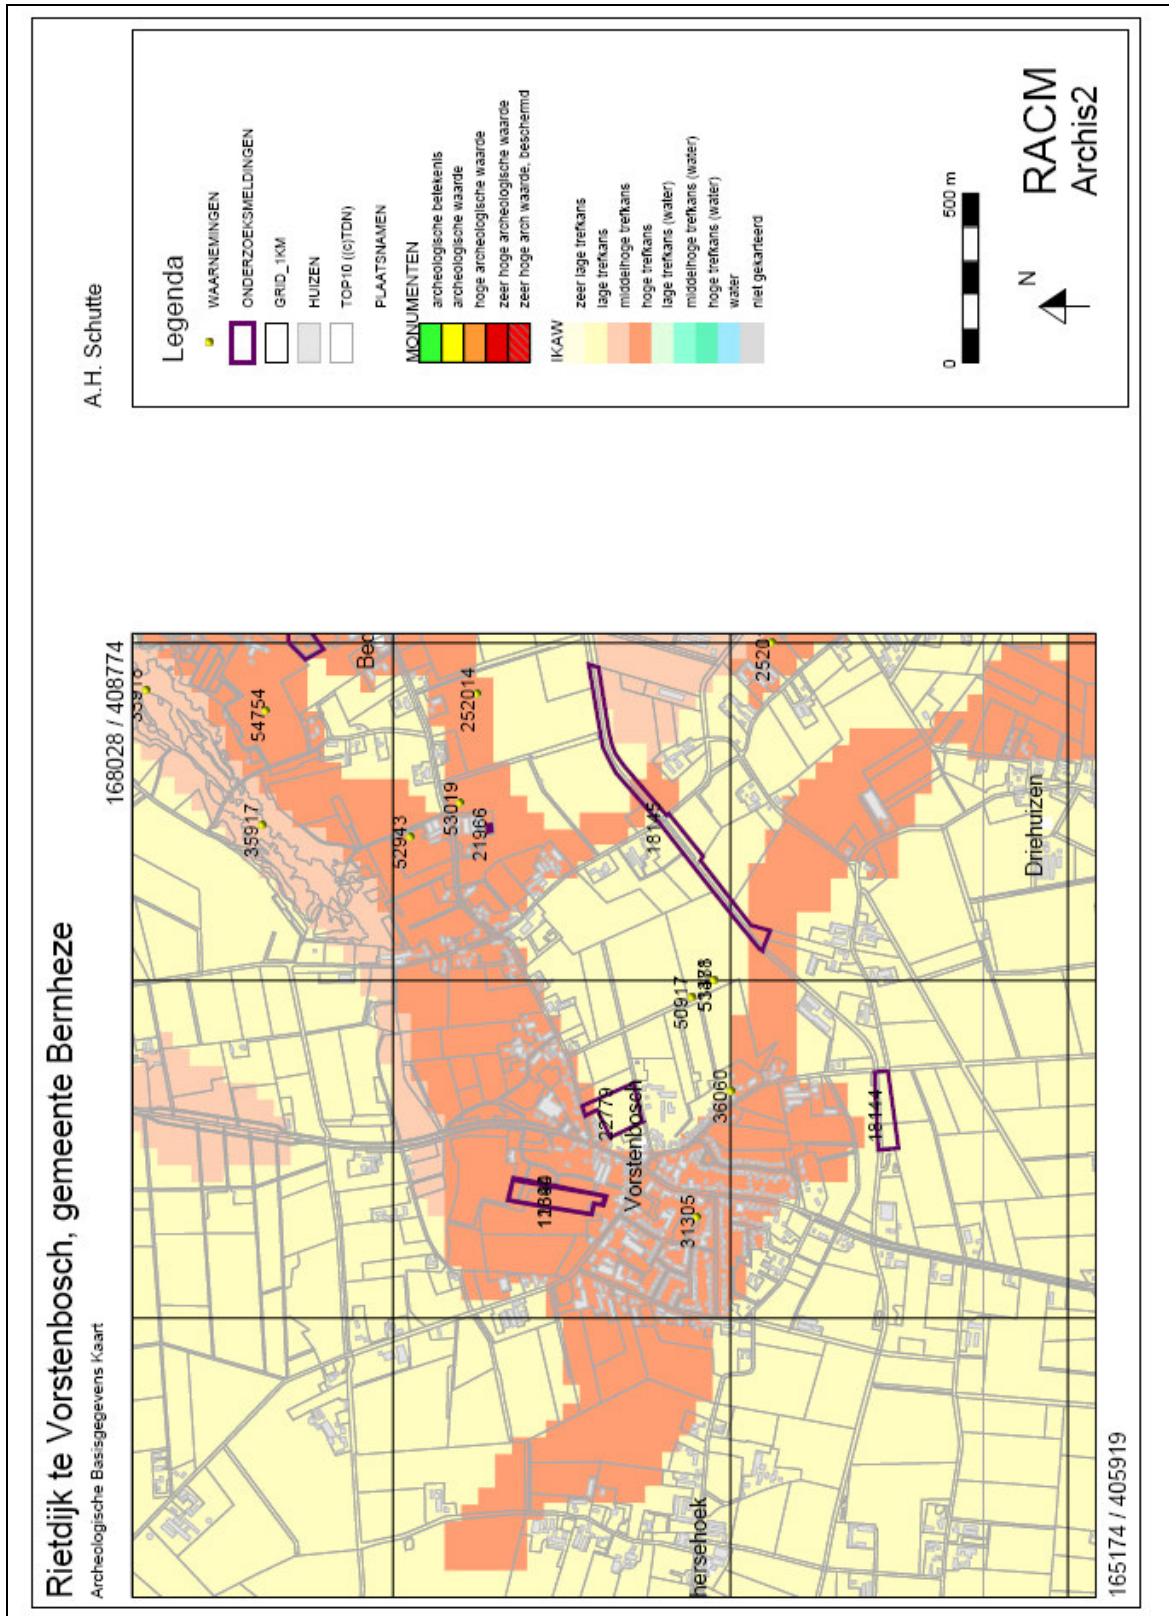 Rietdijk te Vorstenbosch, gemeente Bernheze
Archeologische Basisgegevens Kaart
168028 / 408774
A.H. Schutte
35917
54754
Bed
52943
53019
21966
252014
18145
2520
22779
Vorstenbosch
50917
36060
31305
18144
Driehuizen
hersehoek
165174 / 405919
Legenda
WAARNEMINGEN
ONDERZOEKSMELDINGEN
GRID_1KM
HUIZEN
TOP10 ((c)TDN)
PLAATSNAMEN
MONUMENTEN
archeologische betekenis
archeologische waarde
hoge archeologische waarde
zeer hoge archeologische waarde
zeer hoge arch waarde, beschermd
IKAW
zeer lage trefkans
lage trefkans
middelhoge trefkans
hoge trefkans
lage trefkans (water)
middelhoge trefkans (water)
hoge trefkans (water)
water
niet gekarteerd
0
500 m
N
RACM
Archis2